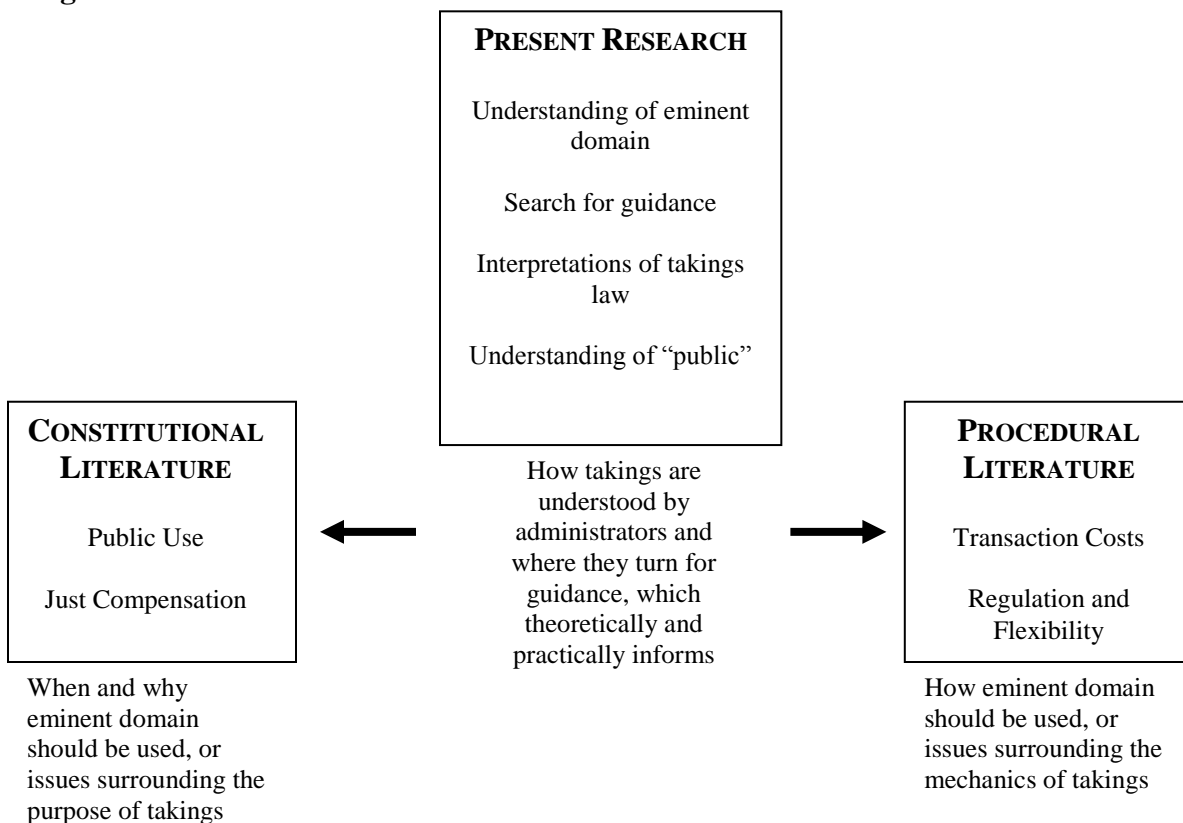 PRESENT RESEARCH
Understanding of eminent
domain
Search for guidance
Interpretations of takings
law
Understanding of “public”
How takings are
understood by
administrators and
where they turn for
guidance, which
theoretically and
practically informs
CONSTITUTIONAL
LITERATURE
Public Use
Just Compensation
When and why
eminent domain
should be used, or
issues surrounding the
purpose of takings
PROCEDURAL
LITERATURE
Transaction Costs
Regulation and
Flexibility
How eminent domain
should be used, or
issues surrounding the
mechanics of takings